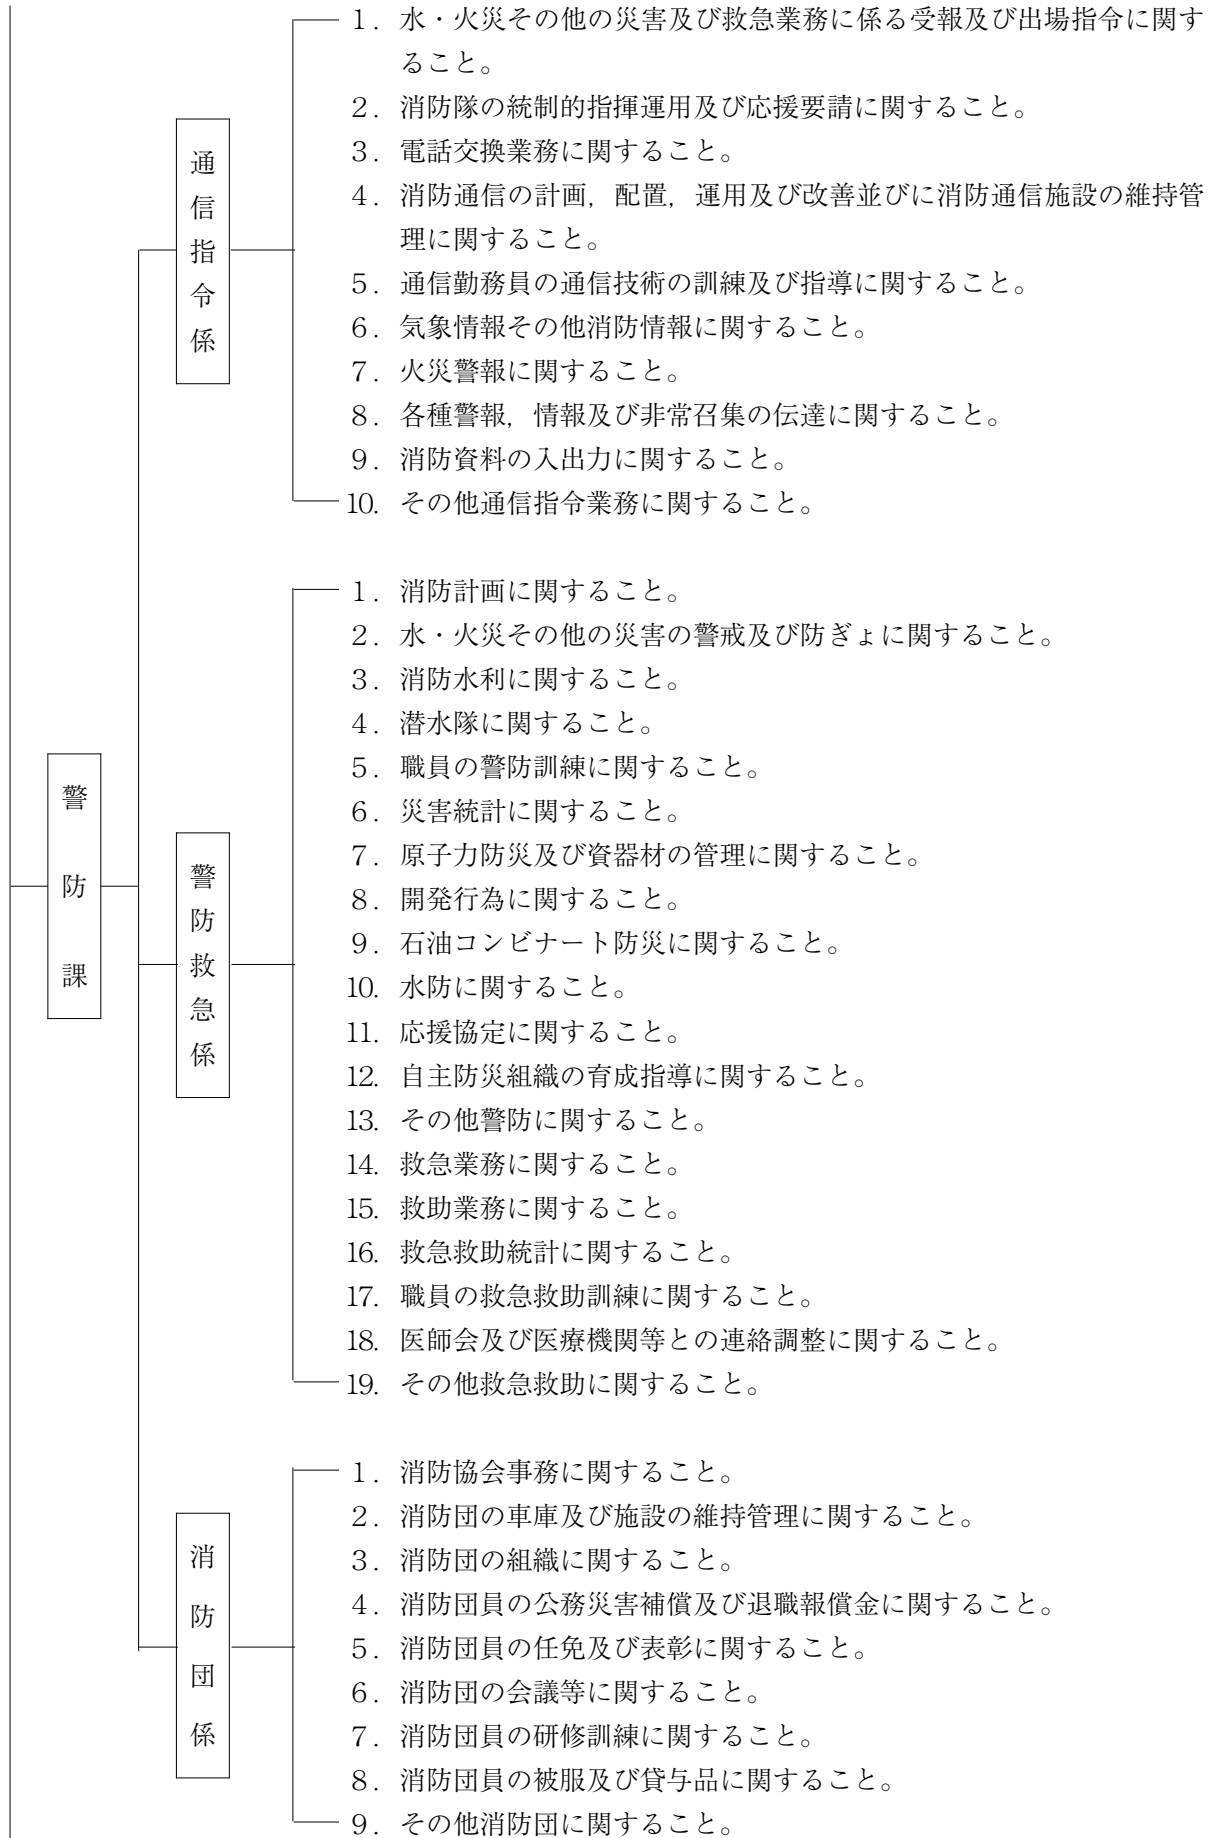 警防課
通信指令係
１．水・火災その他の災害及び救急業務に係る受報及び出場指令に関す
ること。
２．消防隊の統制的指揮運用及び応援要請に関すること。
３．電話交換業務に関すること。
４．消防通信の計画，配置，運用及び改善並びに消防通信施設の維持管
理に関すること。
５．通信勤務員の通信技術の訓練及び指導に関すること。
６．気象情報その他消防情報に関すること。
７．火災警報に関すること。
８．各種警報，情報及び非常召集の伝達に関すること。
９．消防資料の入出力に関すること。
10．その他通信指令業務に関すること。
警防救急係
１．消防計画に関すること。
２．水・火災その他の災害の警戒及び防ぎょに関すること。
３．消防水利に関すること。
４．潜水隊に関すること。
５．職員の警防訓練に関すること。
６．災害統計に関すること。
７．原子力防災及び資器材の管理に関すること。
８．開発行為に関すること。
９．石油コンビナート防災に関すること。
10．水防に関すること。
11．応援協定に関すること。
12．自主防災組織の育成指導に関すること。
13．その他警防に関すること。
14．救急業務に関すること。
15．救助業務に関すること。
16．救急救助統計に関すること。
17．職員の救急救助訓練に関すること。
18．医師会及び医療機関等との連絡調整に関すること。
19．その他救急救助に関すること。
消防団係
１．消防協会事務に関すること。
２．消防団の車庫及び施設の維持管理に関すること。
３．消防団の組織に関すること。
４．消防団員の公務災害補償及び退職報償金に関すること。
５．消防団員の任免及び表彰に関すること。
６．消防団の会議等に関すること。
７．消防団員の研修訓練に関すること。
８．消防団員の被服及び貸与品に関すること。
９．その他消防団に関すること。